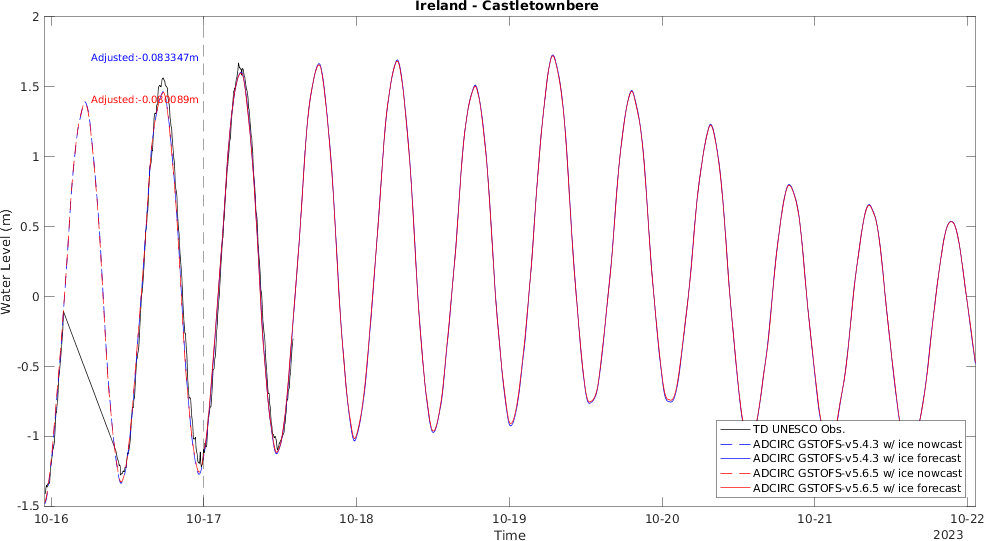 Ireland - Castletownbere
2
1.5
1
0.5
0
-0.5
-1
-1.5
Water Level (m)
Adjusted:-0.083347m
Adjusted:-0.080089m
TD UNESCO Obs.
ADCIRC GSTOFS-v5.4.3 w/ ice nowcast
ADCIRC GSTOFS-v5.4.3 w/ ice forecast
ADCIRC GSTOFS-v5.6.5 w/ ice nowcast
ADCIRC GSTOFS-v5.6.5 w/ ice forecast
10-16 10-17 10-18 10-19 10-20 10-21 10-22
Time
2023